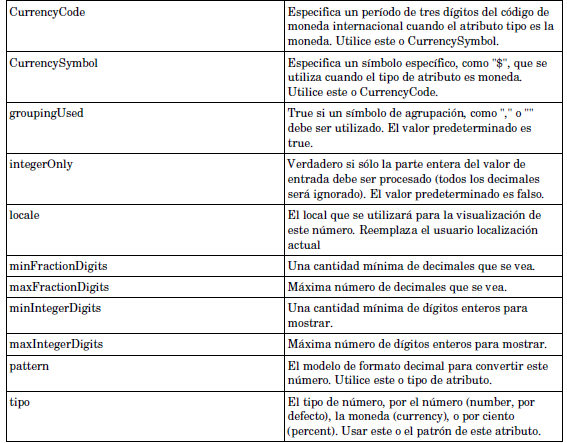 CurrencyCode
Especifica un período de tres dígitos del código de
moneda internacional cuando el atributo tipo es la
moneda. Utilice este o CurrencySymbol.
CurrencySymbol
Especifica un símbolo específico, como "$", que se
utiliza cuando el tipo de atributo es moneda.
Utilice este o CurrencyCode.
groupingUsed
True si un símbolo de agrupación, como "," o ""
debe ser utilizado. El valor predeterminado es
true.
integerOnly
Verdadero si sólo la parte entera del valor de
entrada debe ser procesado (todos los decimales
será ignorado). El valor predeterminado es falso.
locale
El local que se utilizará para la visualización de
este número. Reemplaza el usuario localización
actual
minFractionDigits
Una cantidad mínima de decimales que se vea.
maxFractionDigits
Máxima número de decimales que se vea.
minIntegerDigits
Una cantidad mínima de dígitos enteros para
mostrar.
maxIntegerDigits
Máxima número de dígitos enteros para mostrar.
pattern
El modelo de formato decimal para convertir este
número. Utilice este o tipo de atributo.
tipo
El tipo de número, por el número (number, por
defecto), la moneda (currency), o por ciento
(percent). Usar este o el patrón de este atributo.